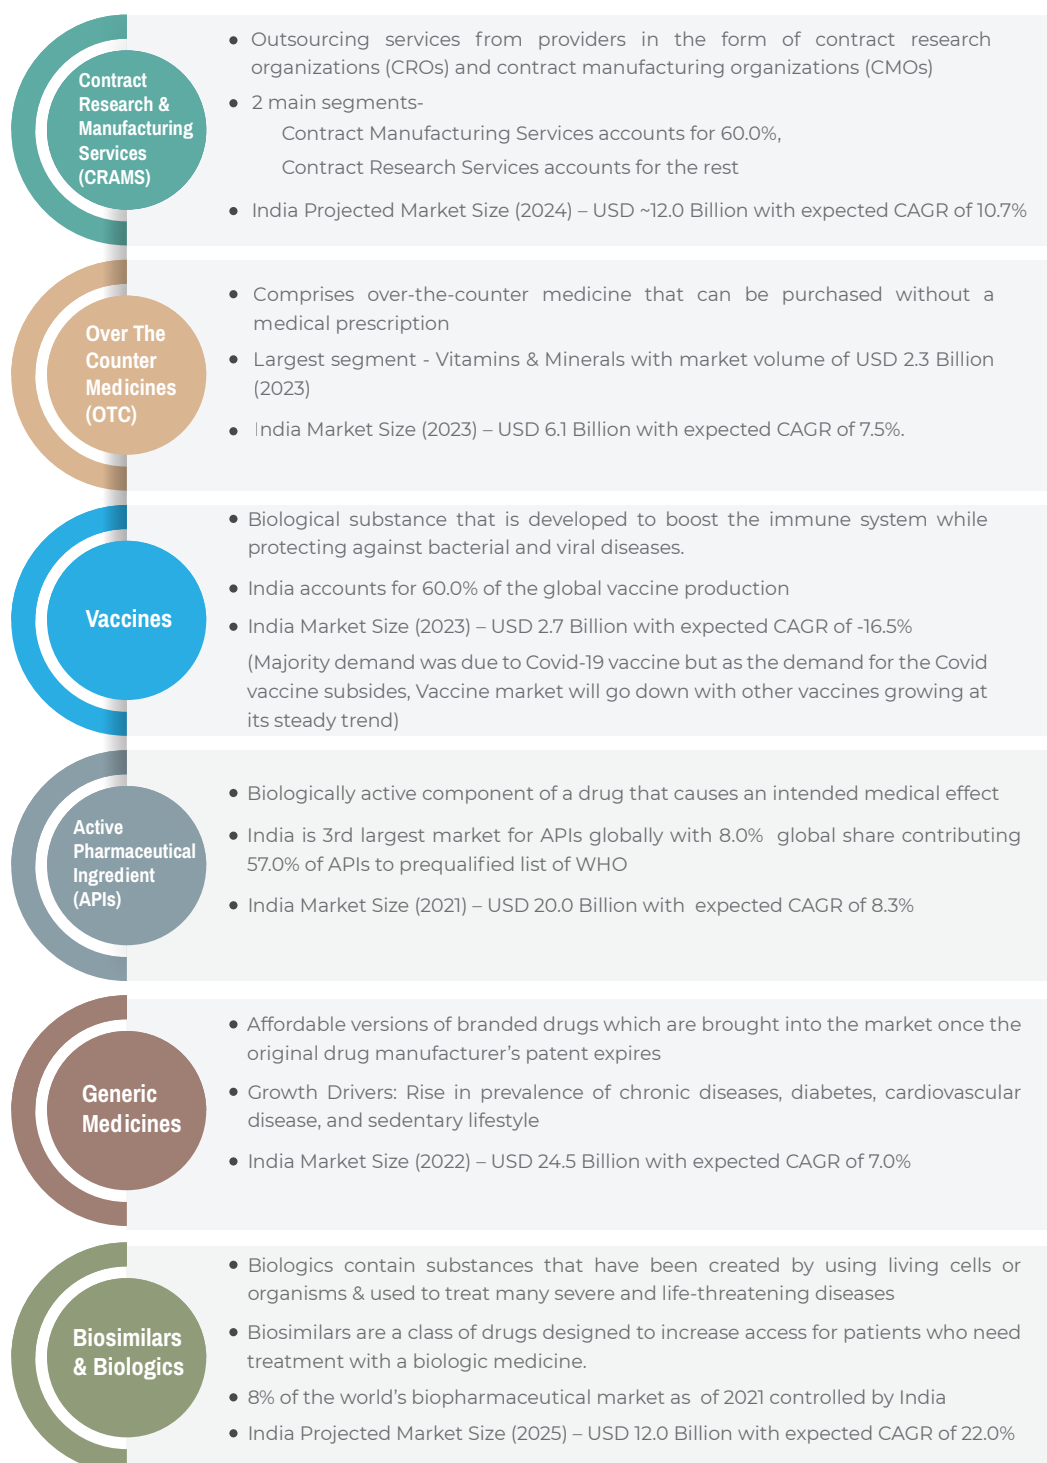 Contract
Research &
Manufacturing
Services
(CRAMS)
• Outsourcing services from providers in the form of contract research
organizations (CROs) and contract manufacturing organizations (CMOs)
• 2 main segments-
Contract Manufacturing Services accounts for 60.0%,
Contract Research Services accounts for the rest
• India Projected Market Size (2024) – USD ~12.0 Billion with expected CAGR of 10.7%
Over The
Counter
Medicines
(OTC)
• Comprises over-the-counter medicine that can be purchased without a
medical prescription
• Largest segment - Vitamins & Minerals with market volume of USD 2.3 Billion
(2023)
• India Market Size (2023) – USD 6.1 Billion with expected CAGR of 7.5%.
Vaccines
• Biological substance that is developed to boost the immune system while
protecting against bacterial and viral diseases.
• India accounts for 60.0% of the global vaccine production
• India Market Size (2023) – USD 2.7 Billion with expected CAGR of -16.5%
(Majority demand was due to Covid-19 vaccine but as the demand for the Covid
vaccine subsides, Vaccine market will go down with other vaccines growing at
its steady trend)
Active
Pharmaceutical
Ingredient
(APIs)
• Biologically active component of a drug that causes an intended medical effect
• India is 3rd largest market for APIs globally with 8.0% global share contributing
57.0% of APIs to prequalified list of WHO
• India Market Size (2021) – USD 20.0 Billion with expected CAGR of 8.3%
Generic
Medicines
• Affordable versions of branded drugs which are brought into the market once the
original drug manufacturer's patent expires
• Growth Drivers: Rise in prevalence of chronic diseases, diabetes, cardiovascular
disease, and sedentary lifestyle
• India Market Size (2022) – USD 24.5 Billion with expected CAGR of 7.0%
Biosimilars
& Biologics
• Biologics contain substances that have been created by using living cells or
organisms & used to treat many severe and life-threatening diseases
• Biosimilars are a class of drugs designed to increase access for patients who need
treatment with a biologic medicine.
• 8% of the world's biopharmaceutical market as of 2021 controlled by India
• India Projected Market Size (2025) – USD 12.0 Billion with expected CAGR of 22.0%